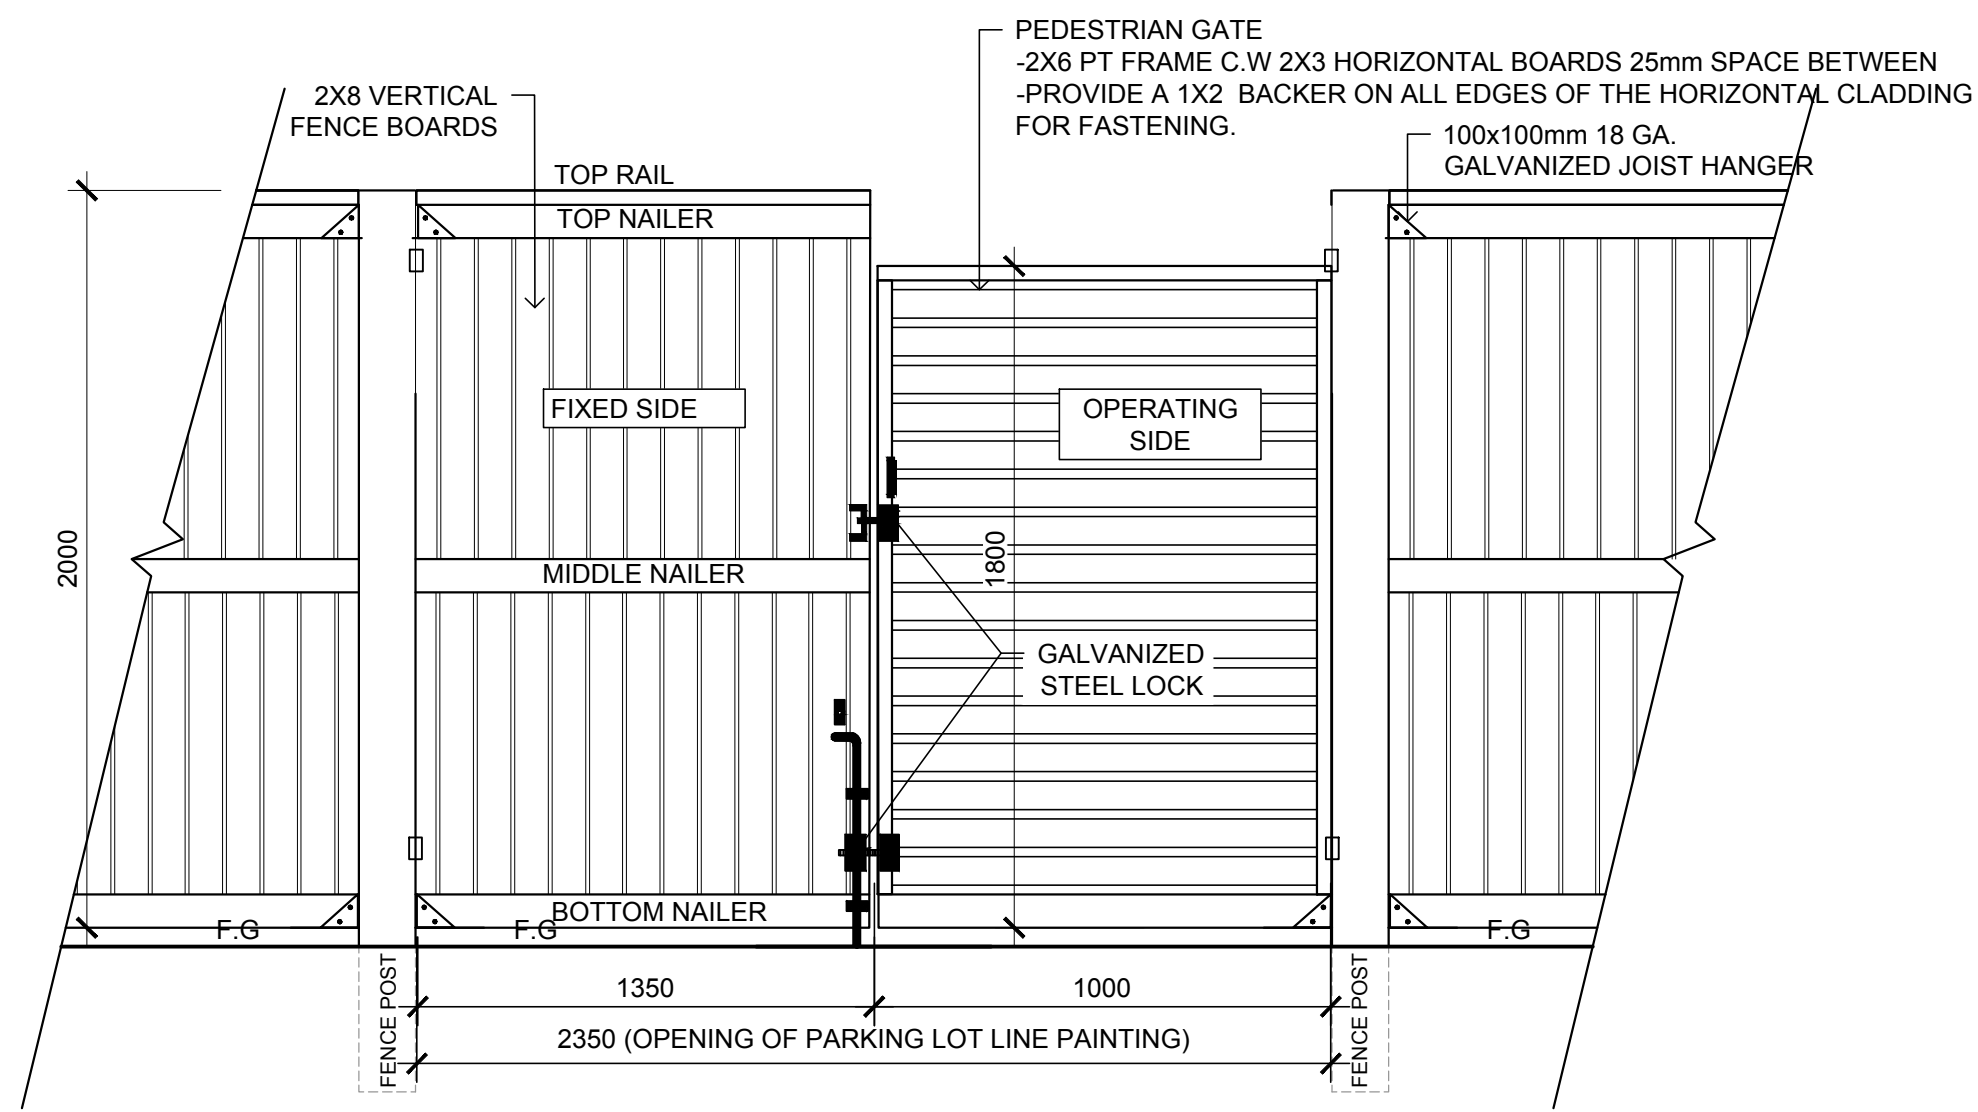 PEDESTRIAN GATE
-2X6 PT FRAME C.W 2X3 HORIZONTAL BOARDS 25mm SPACE BETWEEN
-PROVIDE A 1X2 BACKER ON ALL EDGES OF THE HORIZONTAL CLADDING
FOR FASTENING.
2X8 VERTICAL
FENCE BOARDS
100x100mm 18 GA.
GALVANIZED JOIST HANGER
TOP RAIL
TOP NAILER
FIXED SIDE
OPERATING
SIDE
2000
1800
MIDDLE NAILER
GALVANIZED
STEEL LOCK
BOTTOM NAILER
F.G
F.G
F.G
FENCE POST
1350
1000
FENCE POST
2350 (OPENING OF PARKING LOT LINE PAINTING)